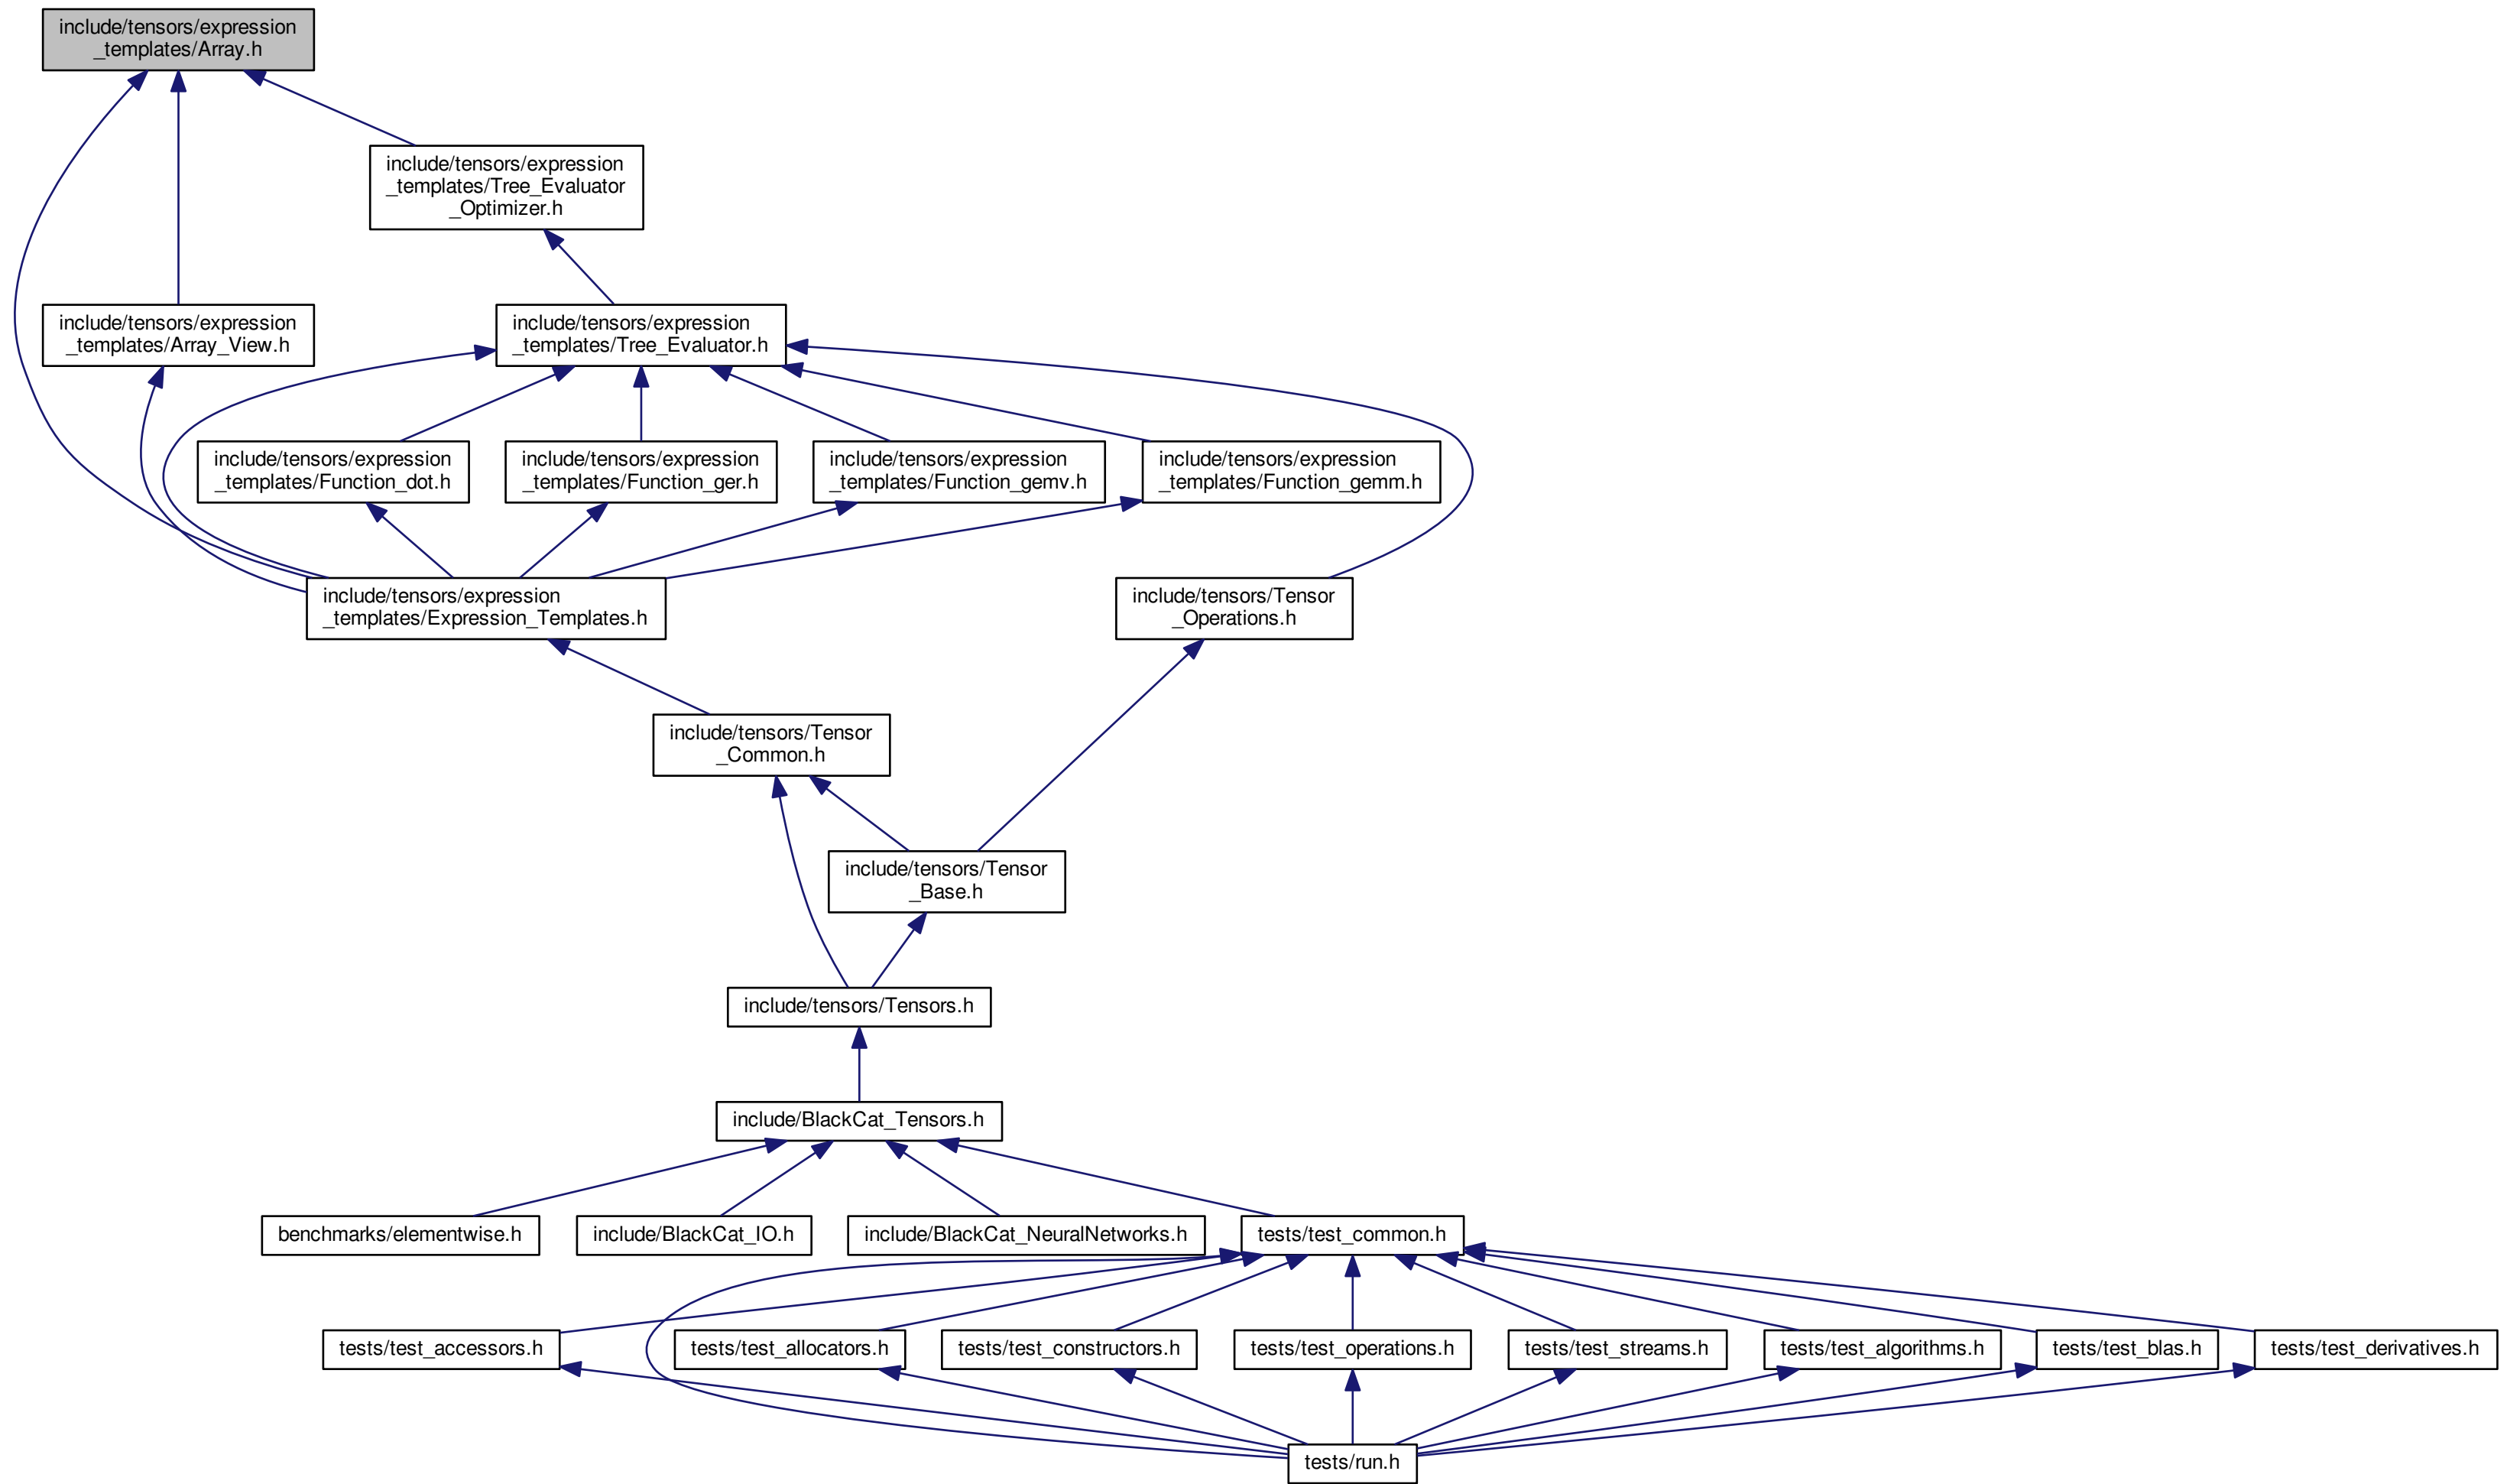 include/tensors/expression
_templates/Array.h
include/tensors/expression
_templates/Tree_Evaluator
_Optimizer.h
include/tensors/expression
_templates/Array_View.h
include/tensors/expression
_templates/Tree_Evaluator.h
include/tensors/expression
_templates/Function_dot.h
include/tensors/expression
_templates/Function_ger.h
include/tensors/expression
_templates/Function_gemv.h
include/tensors/expression
_templates/Function_gemm.h
include/tensors/expression
_templates/Expression_Templates.h
include/tensors/Tensor
_Operations.h
include/tensors/Tensor
_Common.h
include/tensors/Tensor
_Base.h
include/tensors/Tensors.h
include/BlackCat_Tensors.h
benchmarks/elementwise.h
include/BlackCat_IO.h
include/BlackCat_NeuralNetworks.h
tests/test_common.h
tests/test_accessors.h
tests/test_allocators.h
tests/test_constructors.h
tests/test_operations.h
tests/test_streams.h
tests/test_algorithms.h
tests/test_blas.h
tests/test_derivatives.h
tests/run.h